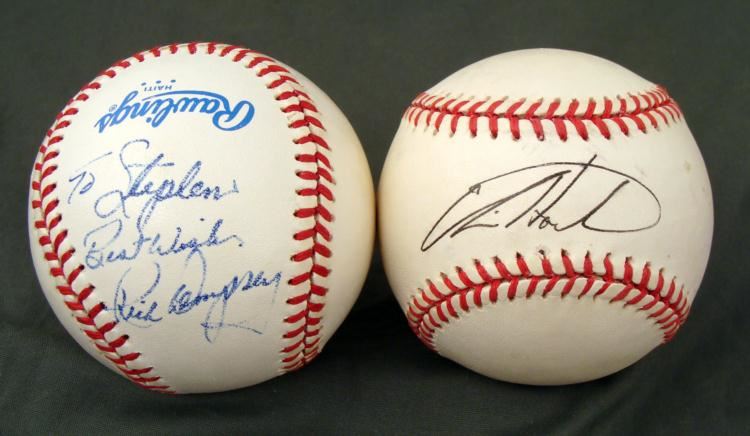 Rawlings
HAITI
To Stephen
Best Wishes
Rick Dempsey